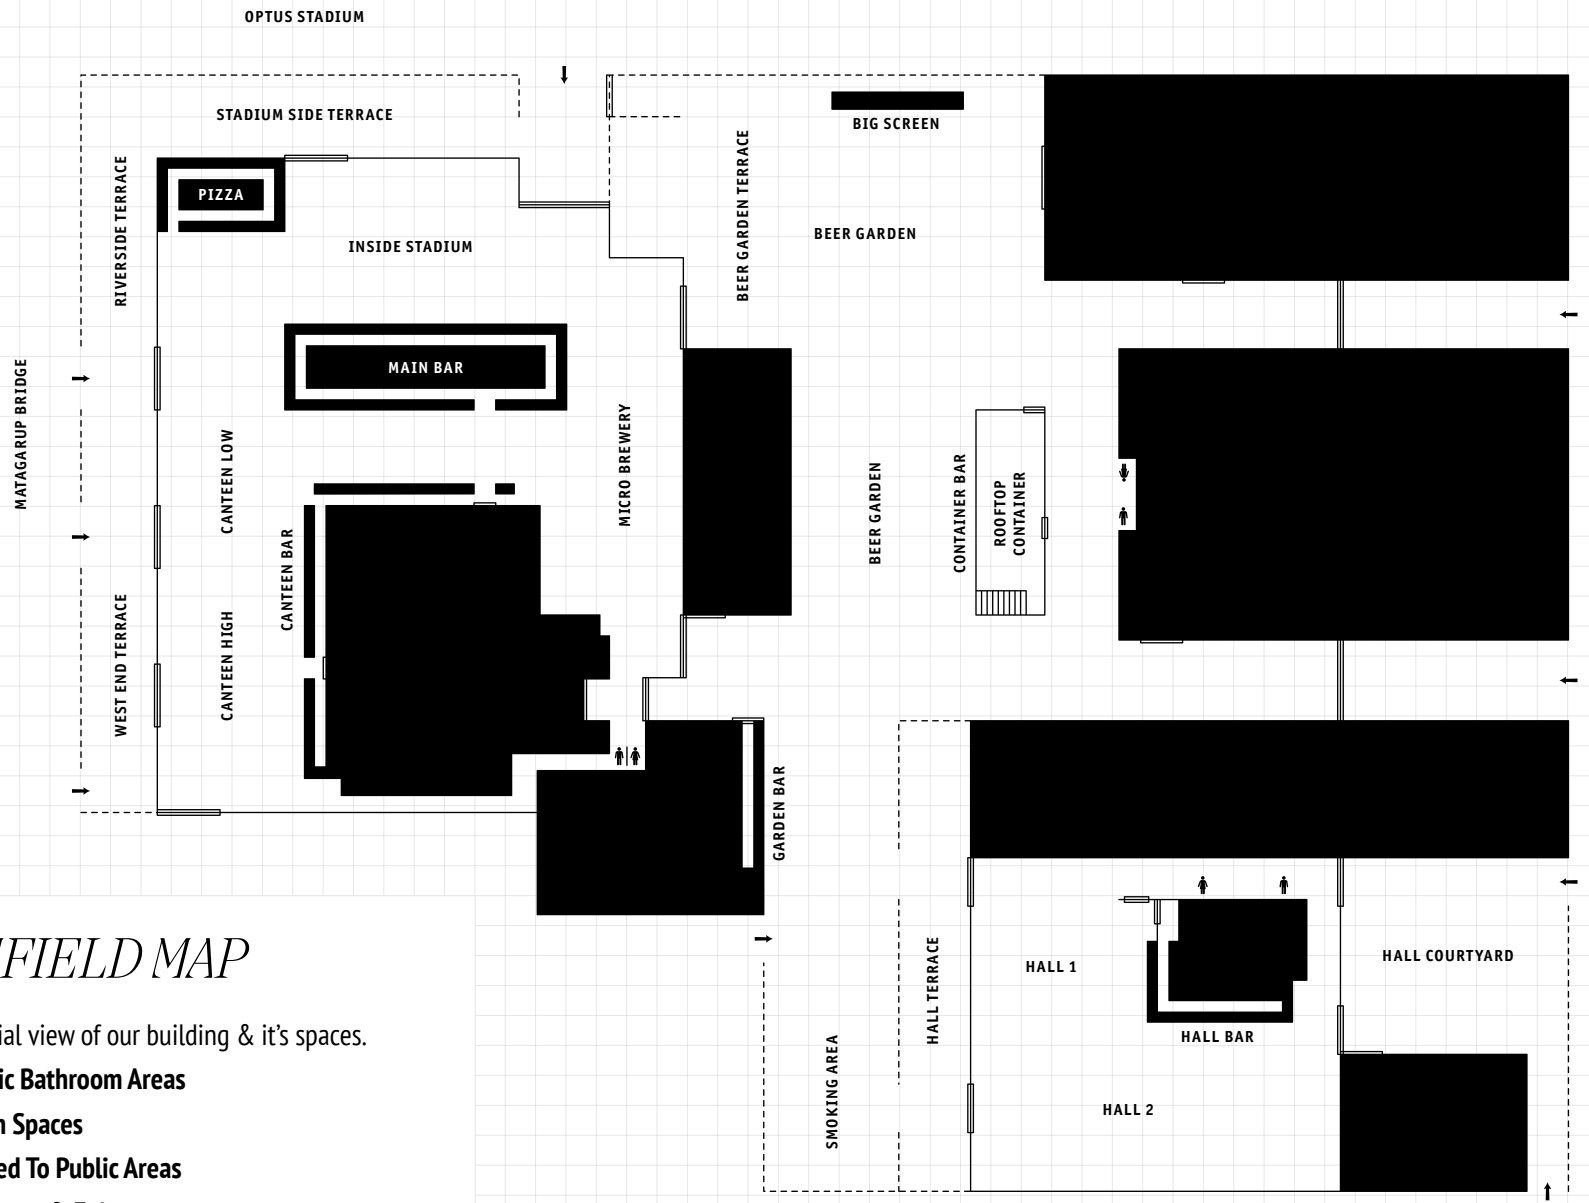 OPTUS STADIUM
STADIUM SIDE TERRACE
BIG SCREEN
RIVERSIDE TERRACE
PIZZA
INSIDE STADIUM
BEER GARDEN TERRACE
BEER GARDEN
MATAGARUP BRIDGE
MAIN BAR
CANTEEN LOW
MICRO BREWERY
BEER GARDEN
CONTAINER BAR
ROOFTOP
CONTAINER
CANTEEN BAR
WEST END TERRACE
CANTEEN HIGH
GARDEN BAR
HALL TERRACE
HALL 1
HALL COURTYARD
HALL BAR
SMOKING AREA
HALL 2
FIELD MAP
ial view of our building & it's spaces.
ic Bathroom Areas
Spaces
ed To Public Areas